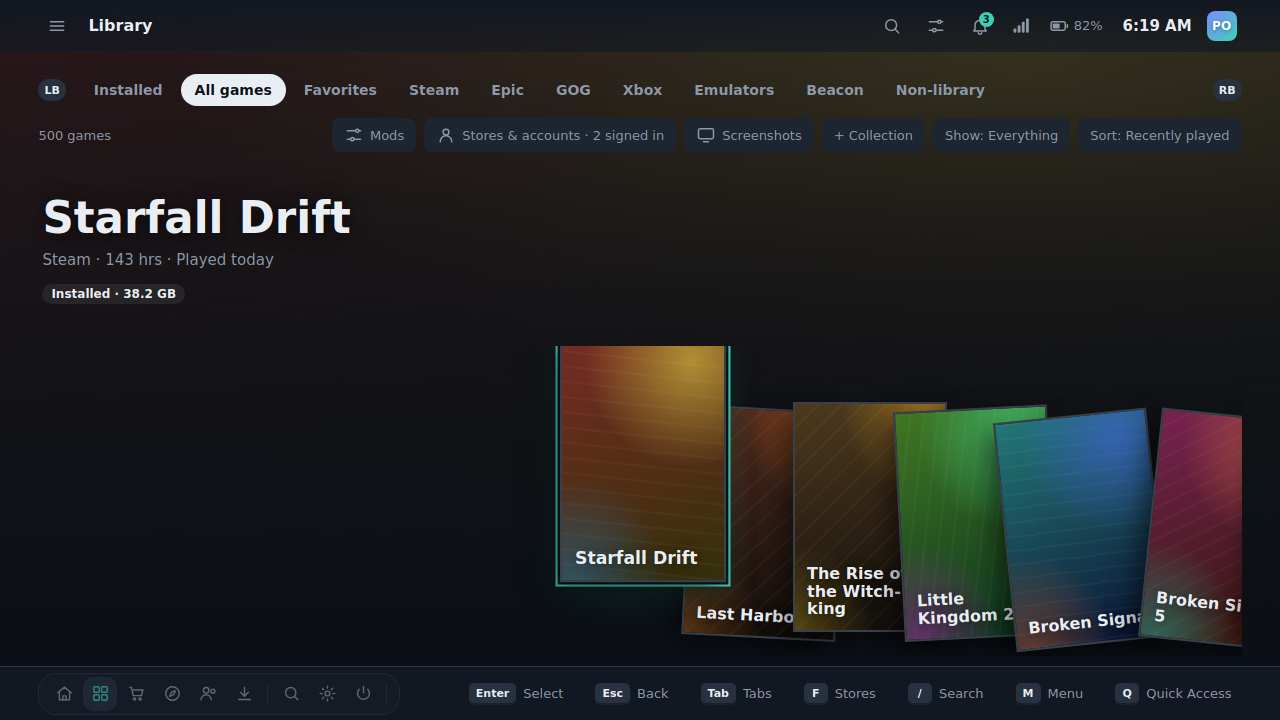 Library
3
82%
6:19 AM
PO
LB
Installed
All games
Favorites
Steam
Epic
GOG
Xbox
Emulators
Beacon
Non-library
RB
500 games
Mods
Stores & accounts · 2 signed in
Screenshots
+ Collection
Show: Everything
Sort: Recently played
Starfall Drift
Steam · 143 hrs · Played today
Installed · 38.2 GB
Starfall Drift
Last Harbo
The Rise o
the Witch-
king
Little
Kingdom 2
Broken Signa
Broken Si
5
Enter Select
Esc Back
Tab Tabs
F Stores
/ Search
M Menu
Q Quick Access